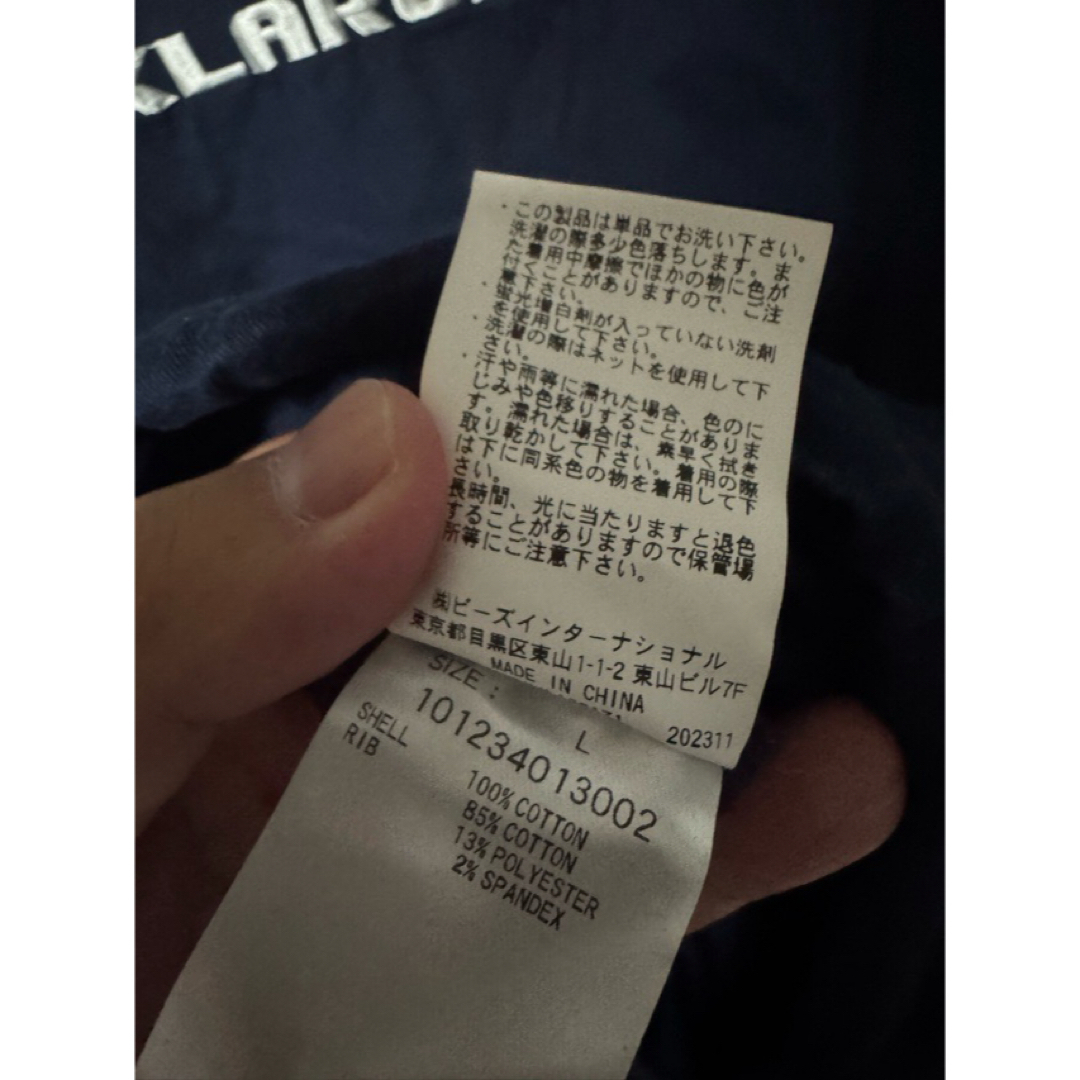 XLARG
・この製品は単品でお洗い下さい。
洗濯の際多少色落ちします。ま
た着用中摩擦でほかの物に色が
付くことがありますので、ご注
意下さい。
・蛍光増白剤が入っていない洗剤
を使用して下さい。
・洗濯の際はネットを使用して下
さい。
・汗や雨等に濡れた場合、色のに
じみや色移りすることがありま
す。濡れた場合は、素早く拭き
取り乾かして下さい。着用の際
は下に同系色の物を着用して下
さい。
長時間、光に当たりますと退色
することがありますので保管場
所等にご注意下さい。
㈱ビーズインターナショナル
東京都目黒区東山1-1-2 東山ビル7F
MADE IN CHINA
202311
SIZE : L
101234013002
SHELL 100% COTTON
RIB 85% COTTON
13% POLYESTER
2% SPANDEX